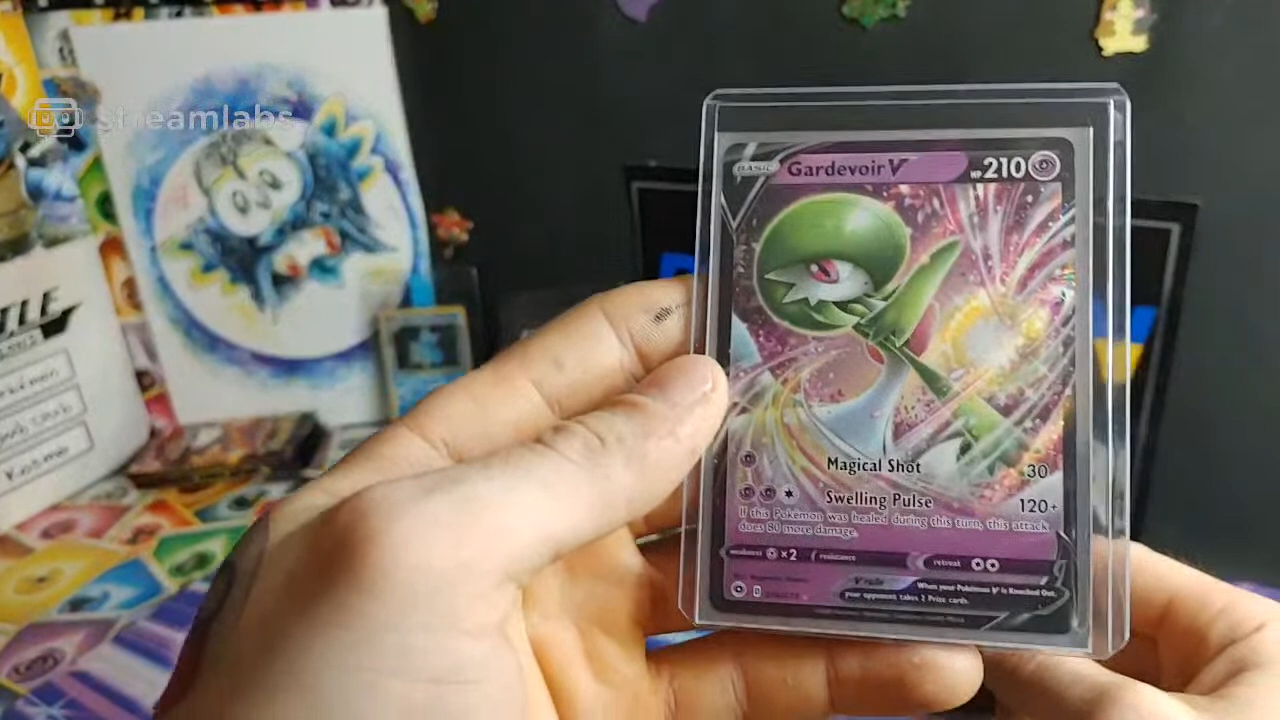 Streamlabs
BASIC Gardevoir V HP 210
Magical Shot 30
Swelling Pulse 120+
If this Pokémon was healed during this turn, this attack
does 80 more damage.
weakness ×2 resistance retreat
V rule When your Pokémon V is Knocked Out,
your opponent takes 2 Prize cards.